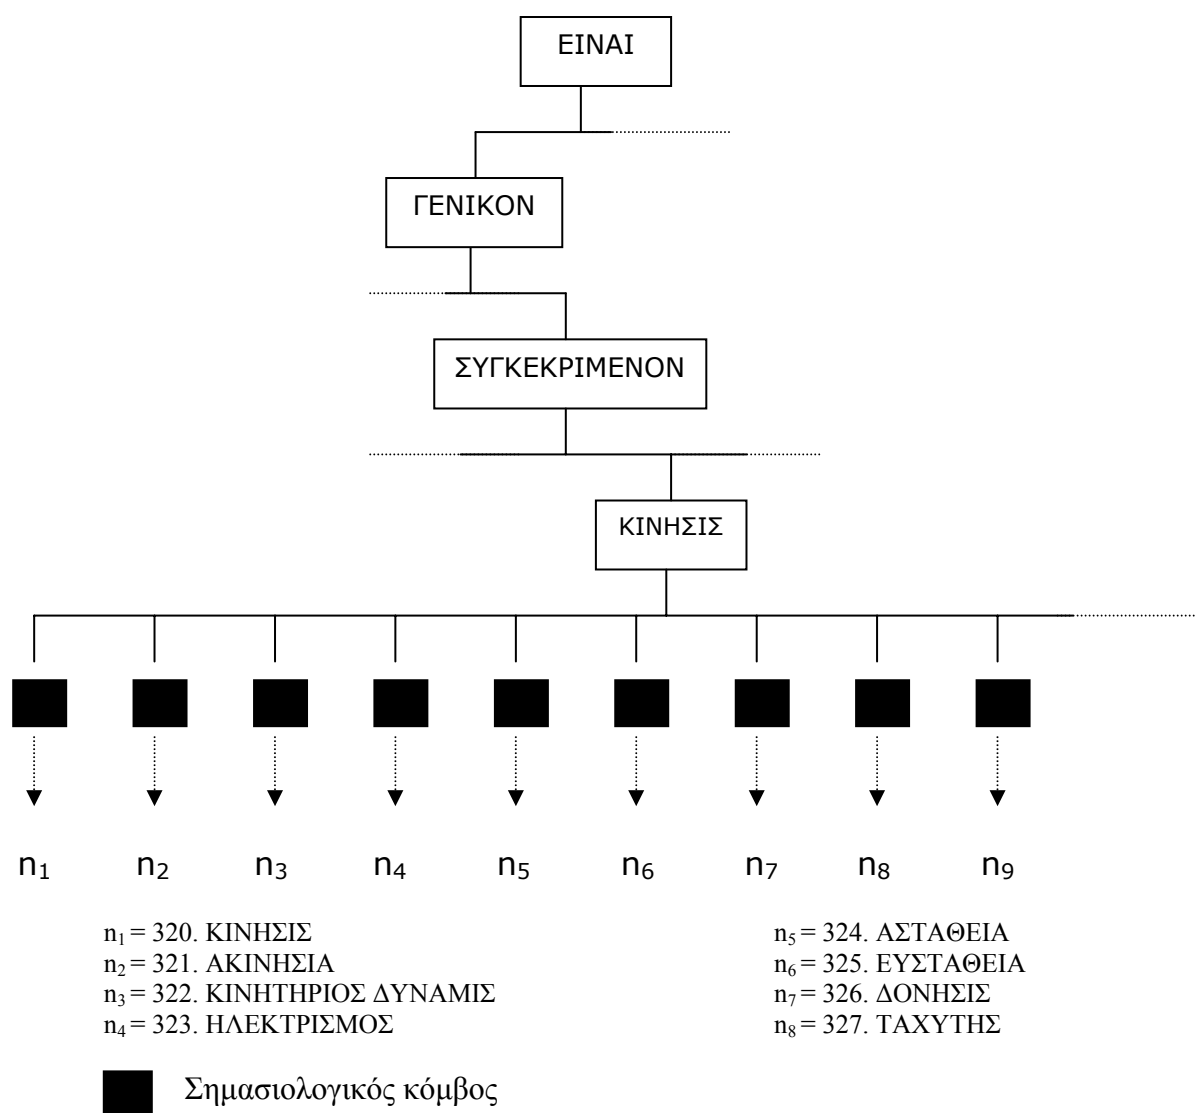 ΕΙΝΑΙ
ΓΕΝΙΚΟΝ
ΣΥΓΚΕΚΡΙΜΕΝΟΝ
ΚΙΝΗΣΙΣ
n₁ n₂ n₃ n₄ n₅ n₆ n₇ n₈ n₉
n₁ = 320. ΚΙΝΗΣΙΣ
n₂ = 321. ΑΚΙΝΗΣΙΑ
n₃ = 322. ΚΙΝΗΤΗΡΙΟΣ ΔΥΝΑΜΙΣ
n₄ = 323. ΗΛΕΚΤΡΙΣΜΟΣ
n₅ = 324. ΑΣΤΑΘΕΙΑ
n₆ = 325. ΕΥΣΤΑΘΕΙΑ
n₇ = 326. ΔΟΝΗΣΙΣ
n₈ = 327. ΤΑΧΥΤΗΣ
Σημασιολογικός κόμβος